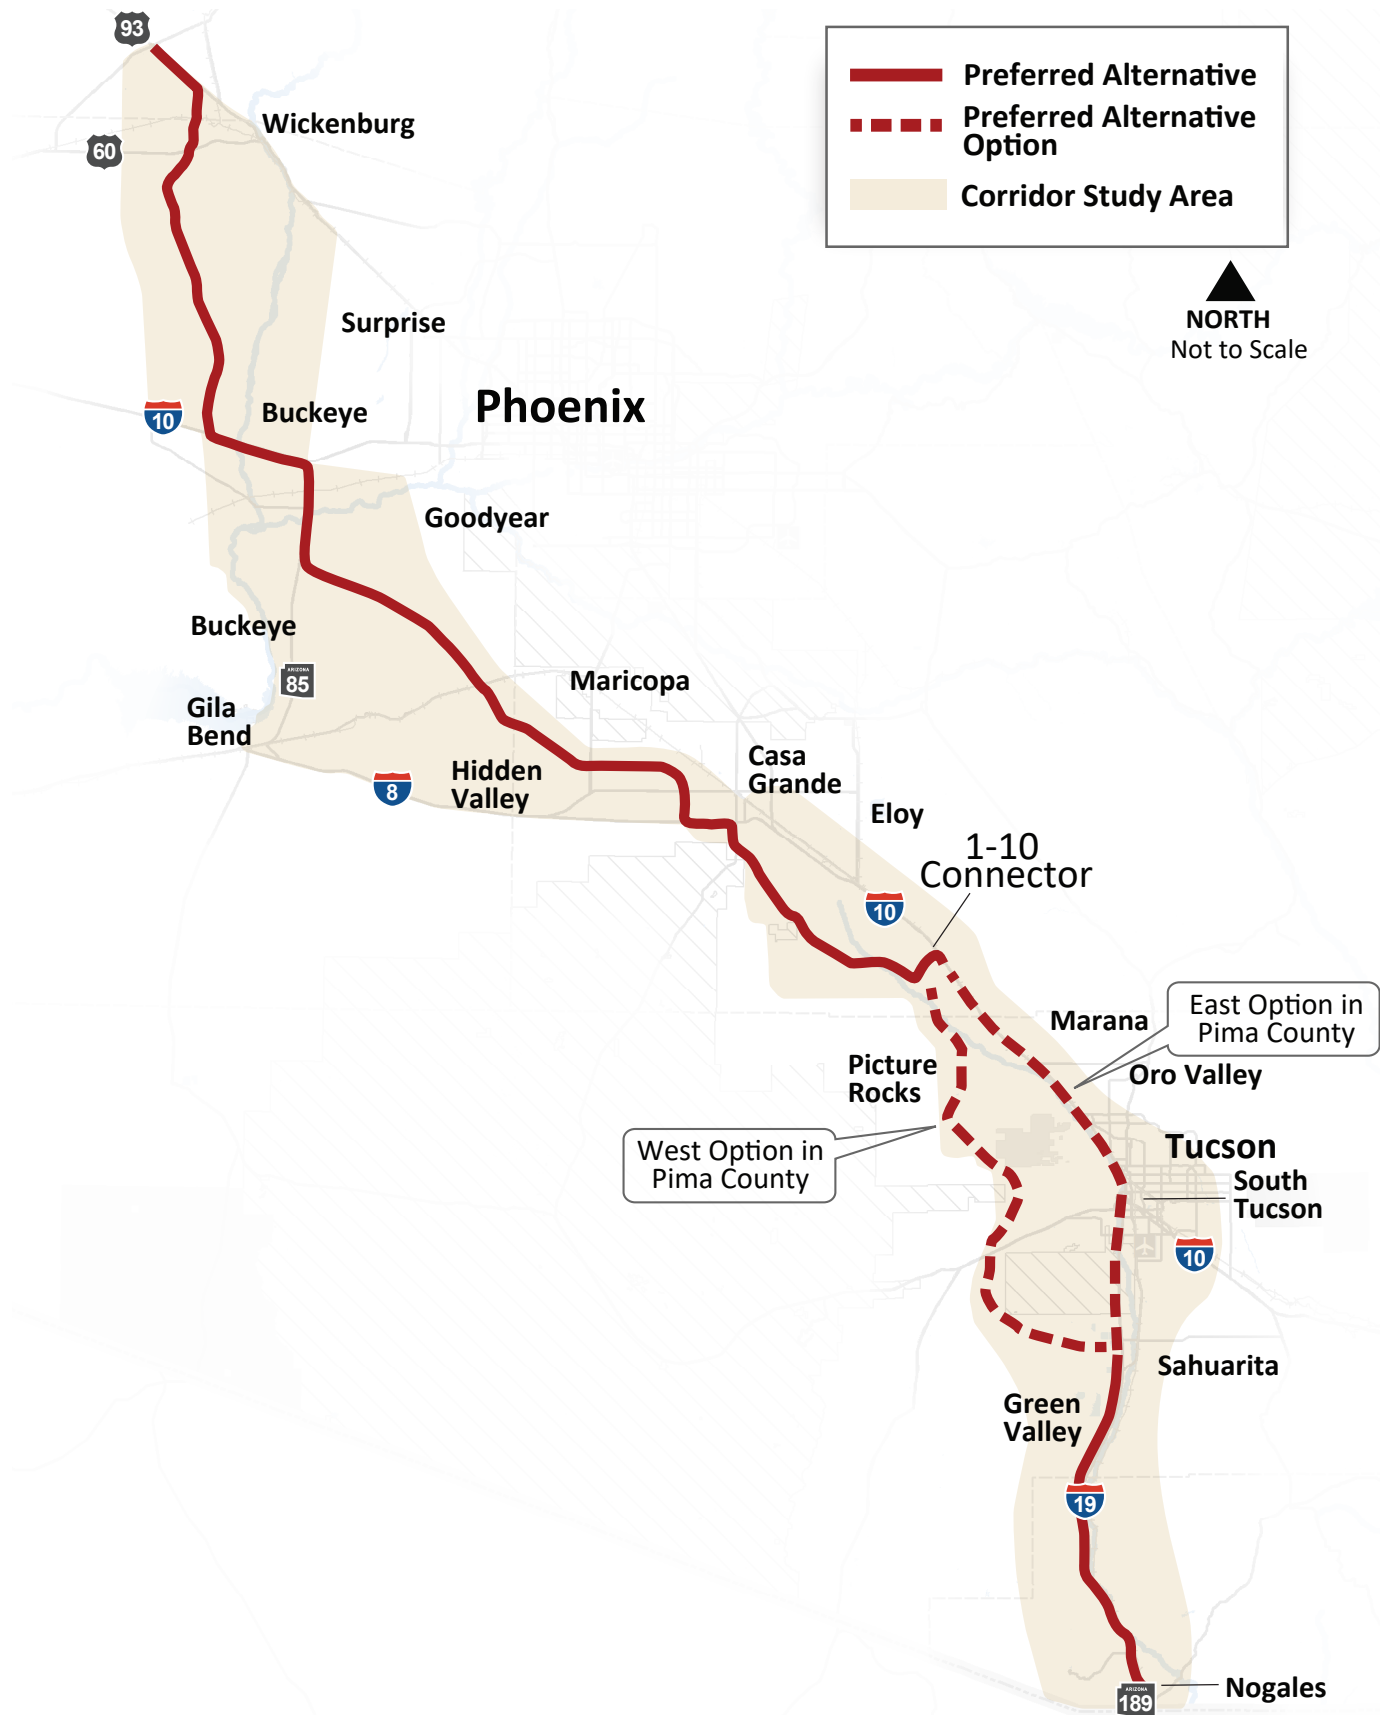 93
Preferred Alternative
Preferred Alternative
Option
Corridor Study Area
Wickenburg
60
NORTH
Not to Scale
Surprise
Phoenix
Buckeye
10
Goodyear
Buckeye
ARIZONA
85
Maricopa
Gila
Bend
Hidden
Valley
8
Casa
Grande
Eloy
1-10
Connector
10
East Option in
Pima County
Marana
Picture
Rocks
Oro Valley
West Option in
Pima County
Tucson
South
Tucson
10
Sahuarita
Green
Valley
19
Nogales
ARIZONA
189